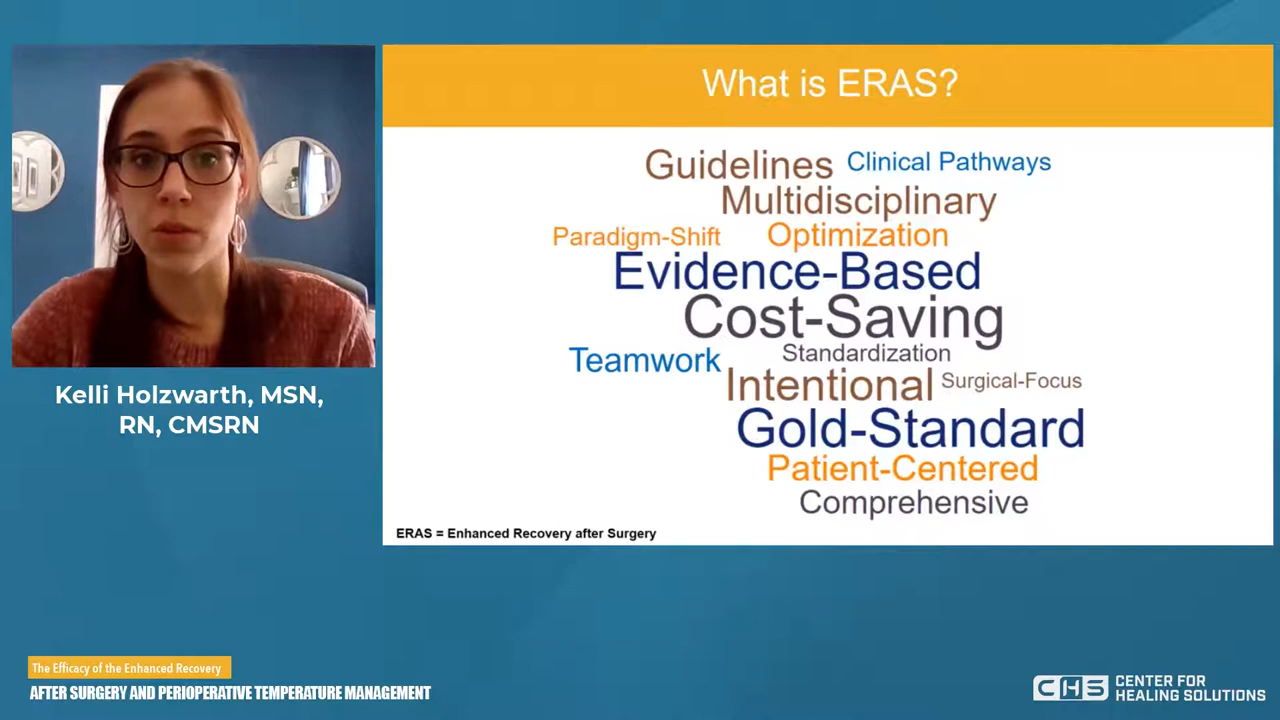 What is ERAS?
Guidelines Clinical Pathways
Multidisciplinary
Paradigm-Shift Optimization
Evidence-Based
Cost-Saving
Teamwork Standardization
Intentional Surgical-Focus
Gold-Standard
Patient-Centered
Comprehensive
ERAS = Enhanced Recovery after Surgery
Kelli Holzwarth, MSN,
RN, CMSRN
The Efficacy of the Enhanced Recovery
AFTER SURGERY AND PERIOPERATIVE TEMPERATURE MANAGEMENT
CHS CENTER FOR
HEALING SOLUTIONS